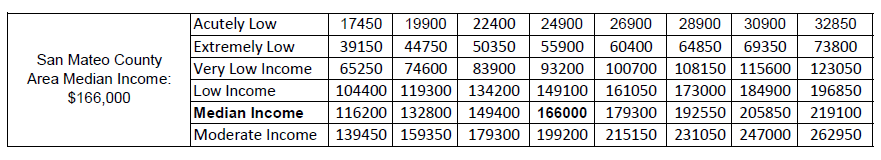 San Mateo County
Area Median Income:
$166,000
Acutely Low 17450 19900 22400 24900 26900 28900 30900 32850
Extremely Low 39150 44750 50350 55900 60400 64850 69350 73800
Very Low Income 65250 74600 83900 93200 100700 108150 115600 123050
Low Income 104400 119300 134200 149100 161050 173000 184900 196850
Median Income 116200 132800 149400 166000 179300 192550 205850 219100
Moderate Income 139450 159350 179300 199200 215150 231050 247000 262950